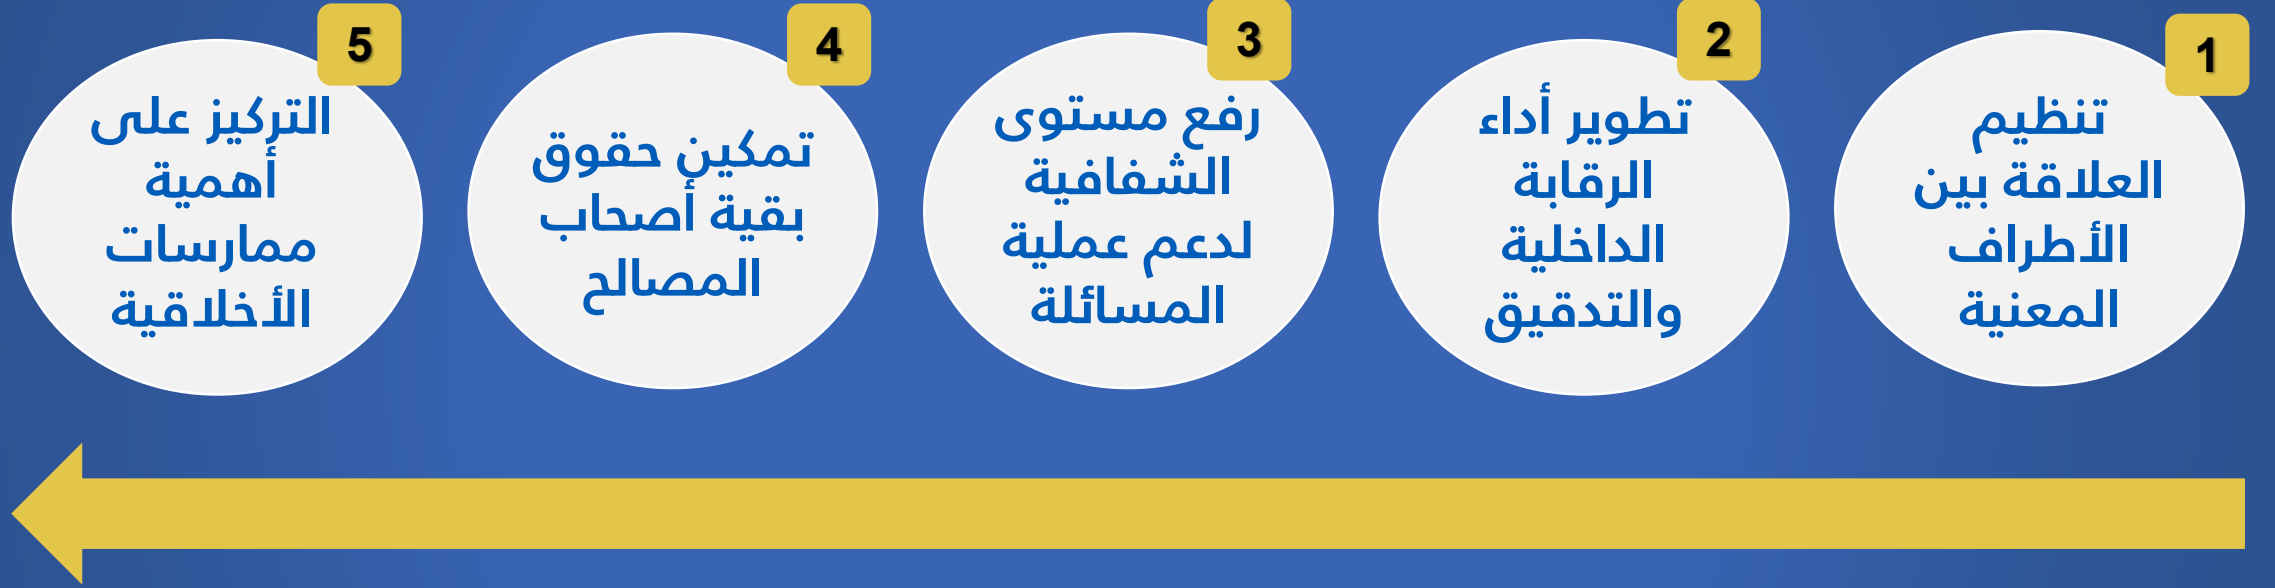 1
تنظيم
العلاقة بين
الأطراف
المعنية
2
تطوير أداء
الرقابة
الداخلية
والتدقيق
3
رفع مستوى
الشفافية
لدعم عملية
المسائلة
4
تمكين حقوق
بقية أصحاب
المصالح
5
التركيز على
أهمية
ممارسات
الأخلاقية